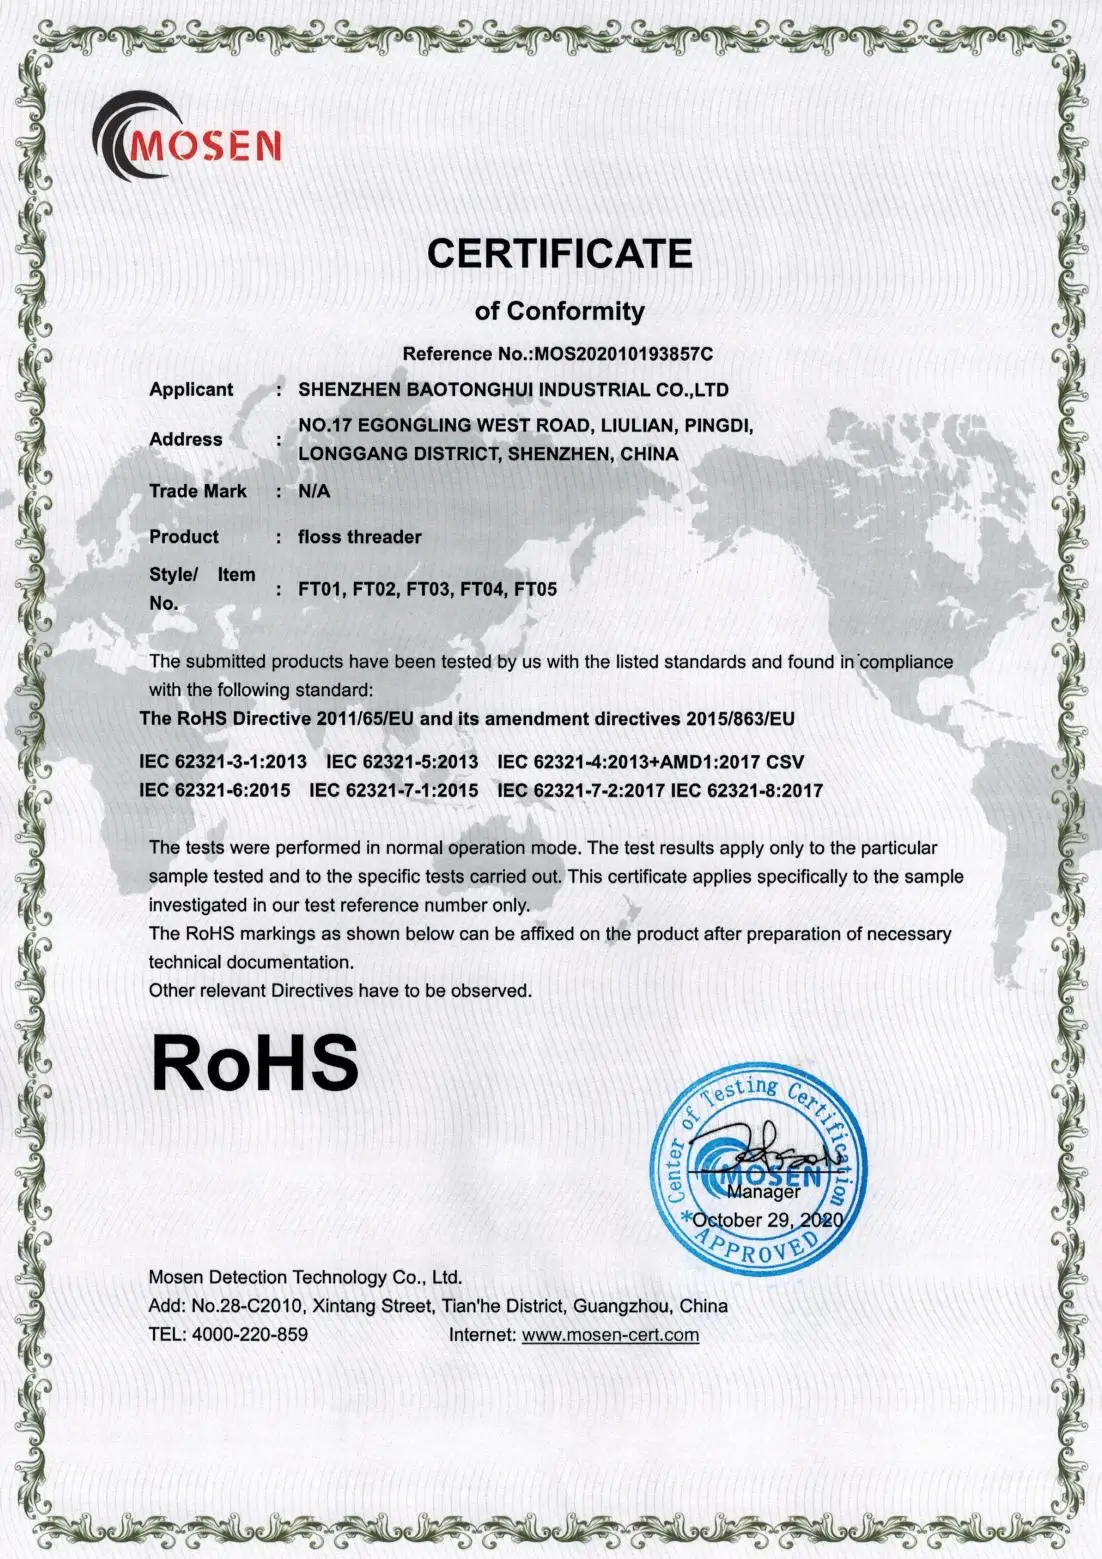 MOSEN
CERTIFICATE
of Conformity
Reference No.:MOS202010193857C
Applicant : SHENZHEN BAOTONGHUI INDUSTRIAL CO.,LTD
Address : NO.17 EGONGLING WEST ROAD, LIULIAN, PINGDI,
LONGGANG DISTRICT, SHENZHEN, CHINA
Trade Mark : N/A
Product : floss threader
Style/ Item
No. : FT01, FT02, FT03, FT04, FT05
The submitted products have been tested by us with the listed standards and found in compliance
with the following standard:
The RoHS Directive 2011/65/EU and its amendment directives 2015/863/EU
IEC 62321-3-1:2013 IEC 62321-5:2013 IEC 62321-4:2013+AMD1:2017 CSV
IEC 62321-6:2015 IEC 62321-7-1:2015 IEC 62321-7-2:2017 IEC 62321-8:2017
The tests were performed in normal operation mode. The test results apply only to the particular
sample tested and to the specific tests carried out. This certificate applies specifically to the sample
investigated in our test reference number only.
The RoHS markings as shown below can be affixed on the product after preparation of necessary
technical documentation.
Other relevant Directives have to be observed.
RoHS
Center of Testing Certification
MOSEN
Manager
October 29, 2020
*APPROVED*
Mosen Detection Technology Co., Ltd.
Add: No.28-C2010, Xintang Street, Tian'he District, Guangzhou, China
TEL: 4000-220-859 Internet: www.mosen-cert.com